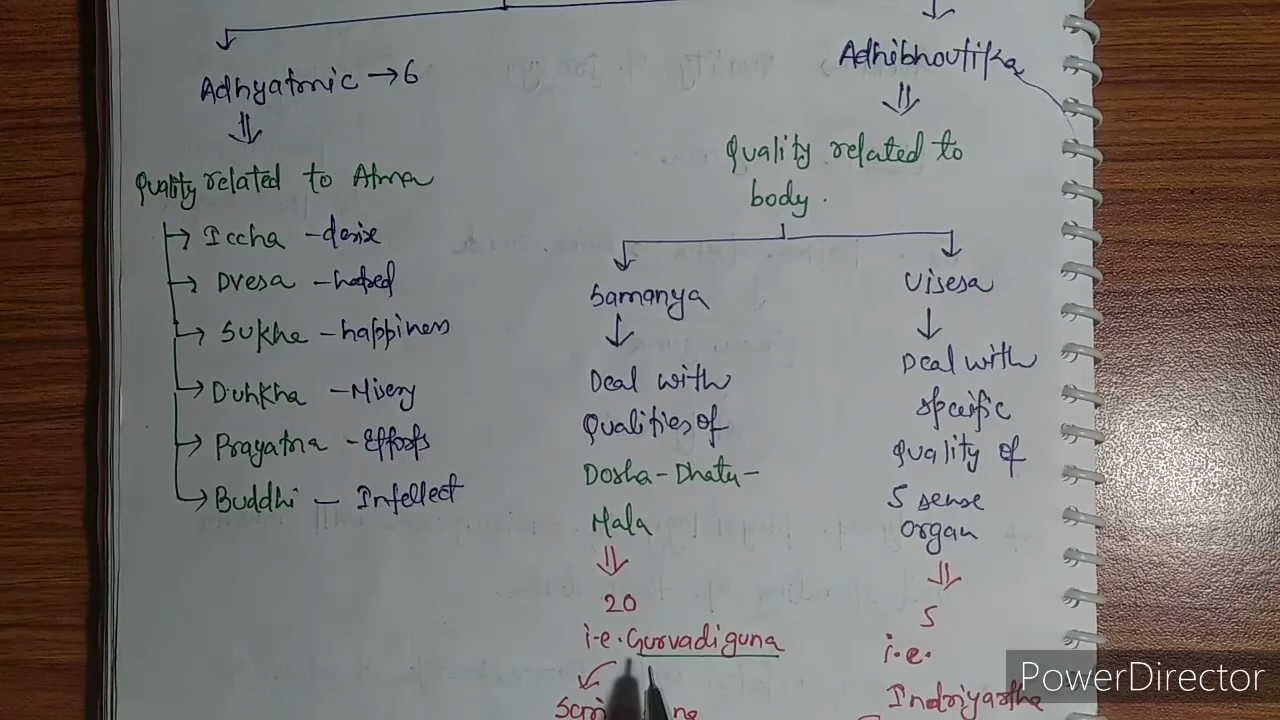 Adhyatmic → 6
Quality related to Atma
Iccha - desire
Dvesa - hatred
Sukha - happiness
Duhkha - Misery
Prayatna - Efforts
Buddhi - Intellect
Adhibhoutika
Quality related to
body.
Samanya
Deal with
Qualities of
Dosha-Dhatu-
Mala
20
i.e. Gurvadiguna
Visesa
Deal with
specific
quality of
5 sense
organ
5
i.e.
Indriyartha
PowerDirector